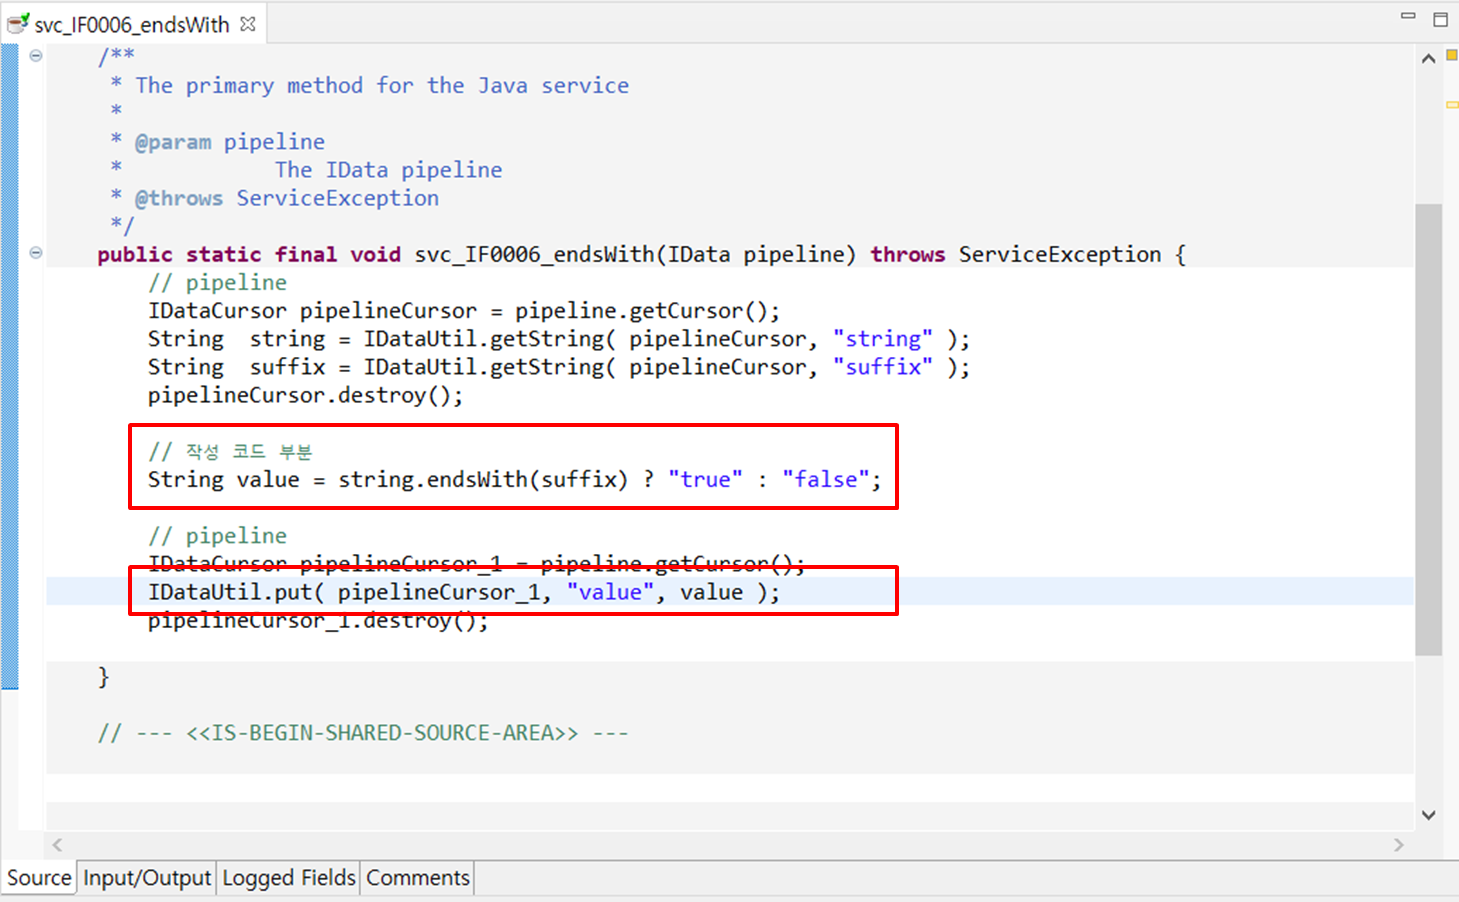 svc_IF0006_endsWith
/**
* The primary method for the Java service
*
* @param pipeline
* The IData pipeline
* @throws ServiceException
*/
public static final void svc_IF0006_endsWith(IData pipeline) throws ServiceException {
// pipeline
IDataCursor pipelineCursor = pipeline.getCursor();
String  string = IDataUtil.getString( pipelineCursor, "string" );
String  suffix = IDataUtil.getString( pipelineCursor, "suffix" );
pipelineCursor.destroy();
// 작성 코드 부분
String value = string.endsWith(suffix) ? "true" : "false";
// pipeline
IDataCursor pipelineCursor_1 = pipeline.getCursor();
IDataUtil.put( pipelineCursor_1, "value", value );
pipelineCursor_1.destroy();
}
// --- <<IS-BEGIN-SHARED-SOURCE-AREA>> ---
Source Input/Output Logged Fields Comments